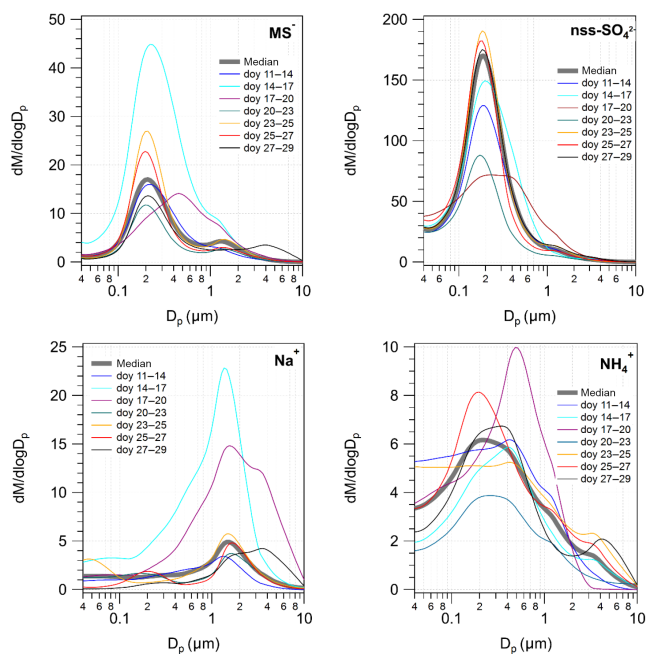 MS⁻
50
40
30
20
10
0
dM/dlogDₚ
Median
doy 11–14
doy 14–17
doy 17–20
doy 20–23
doy 23–25
doy 25–27
doy 27–29
4 6 8 0.1 2 4 6 8 1.0 2 4 6 8 10
Dₚ (µm)
nss-SO₄²⁻
200
150
100
50
0
dM/dlogDₚ
Median
doy 11–14
doy 14–17
doy 17–20
doy 20–23
doy 23–25
doy 25–27
doy 27–29
4 6 8 0.1 2 4 6 8 1.0 2 4 6 8 10
Dₚ (µm)
Na⁺
25
20
15
10
5
0
dM/dlogDₚ
Median
doy 11–14
doy 14–17
doy 17–20
doy 20–23
doy 23–25
doy 25–27
doy 27–29
4 6 8 0.1 2 4 6 8 1.0 2 4 6 8 10
Dₚ (µm)
NH₄⁺
10
8
6
4
2
0
dM/dlogDₚ
Median
doy 11–14
doy 14–17
doy 17–20
doy 20–23
doy 23–25
doy 25–27
doy 27–29
4 6 8 0.1 2 4 6 8 1.0 2 4 6 8 10
Dₚ (µm)